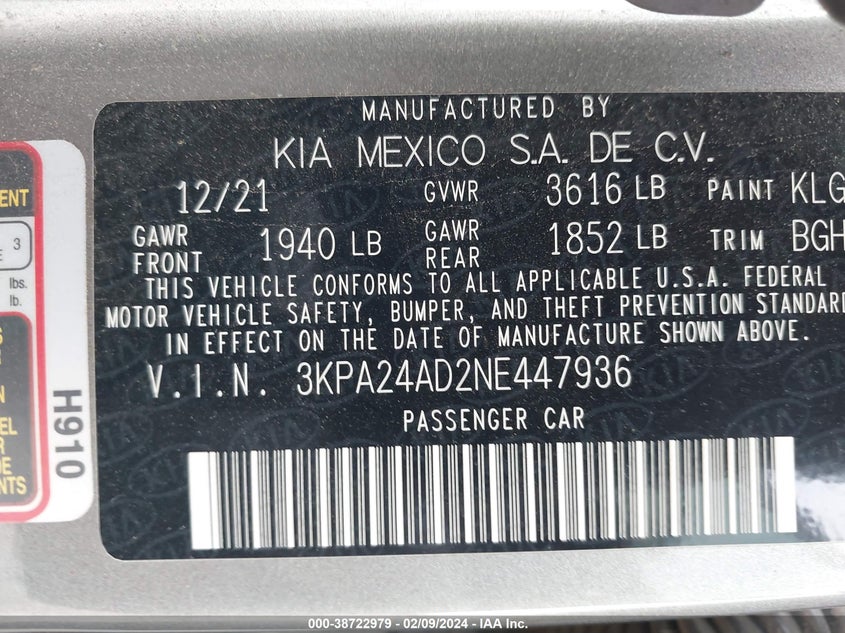 MANUFACTURED BY
KIA MEXICO S.A. DE C.V.
12/21 GVWR 3616 LB PAINT KLG
GAWR FRONT 1940 LB GAWR REAR 1852 LB TRIM BGH
THIS VEHICLE CONFORMS TO ALL APPLICABLE U.S.A. FEDERAL
MOTOR VEHICLE SAFETY, BUMPER, AND THEFT PREVENTION STANDARD
IN EFFECT ON THE DATE OF MANUFACTURE SHOWN ABOVE.
V.I.N. 3KPA24AD2NE447936
PASSENGER CAR
H910
3
lbs.
lb.
000-38722979 - 02/09/2024 - IAA Inc.